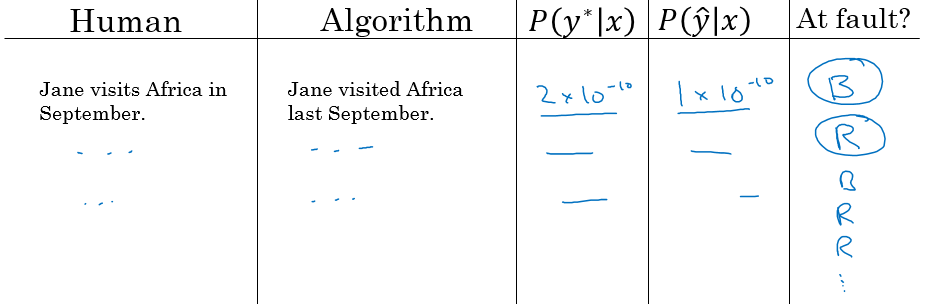 Human Algorithm P(y*|x) P(ŷ|x) At fault?
Jane visits Africa in September. Jane visited Africa last September. 2 × 10⁻¹⁰ 1 × 10⁻¹⁰ B
... ... — — R
... ... — — B
R
R
⋮